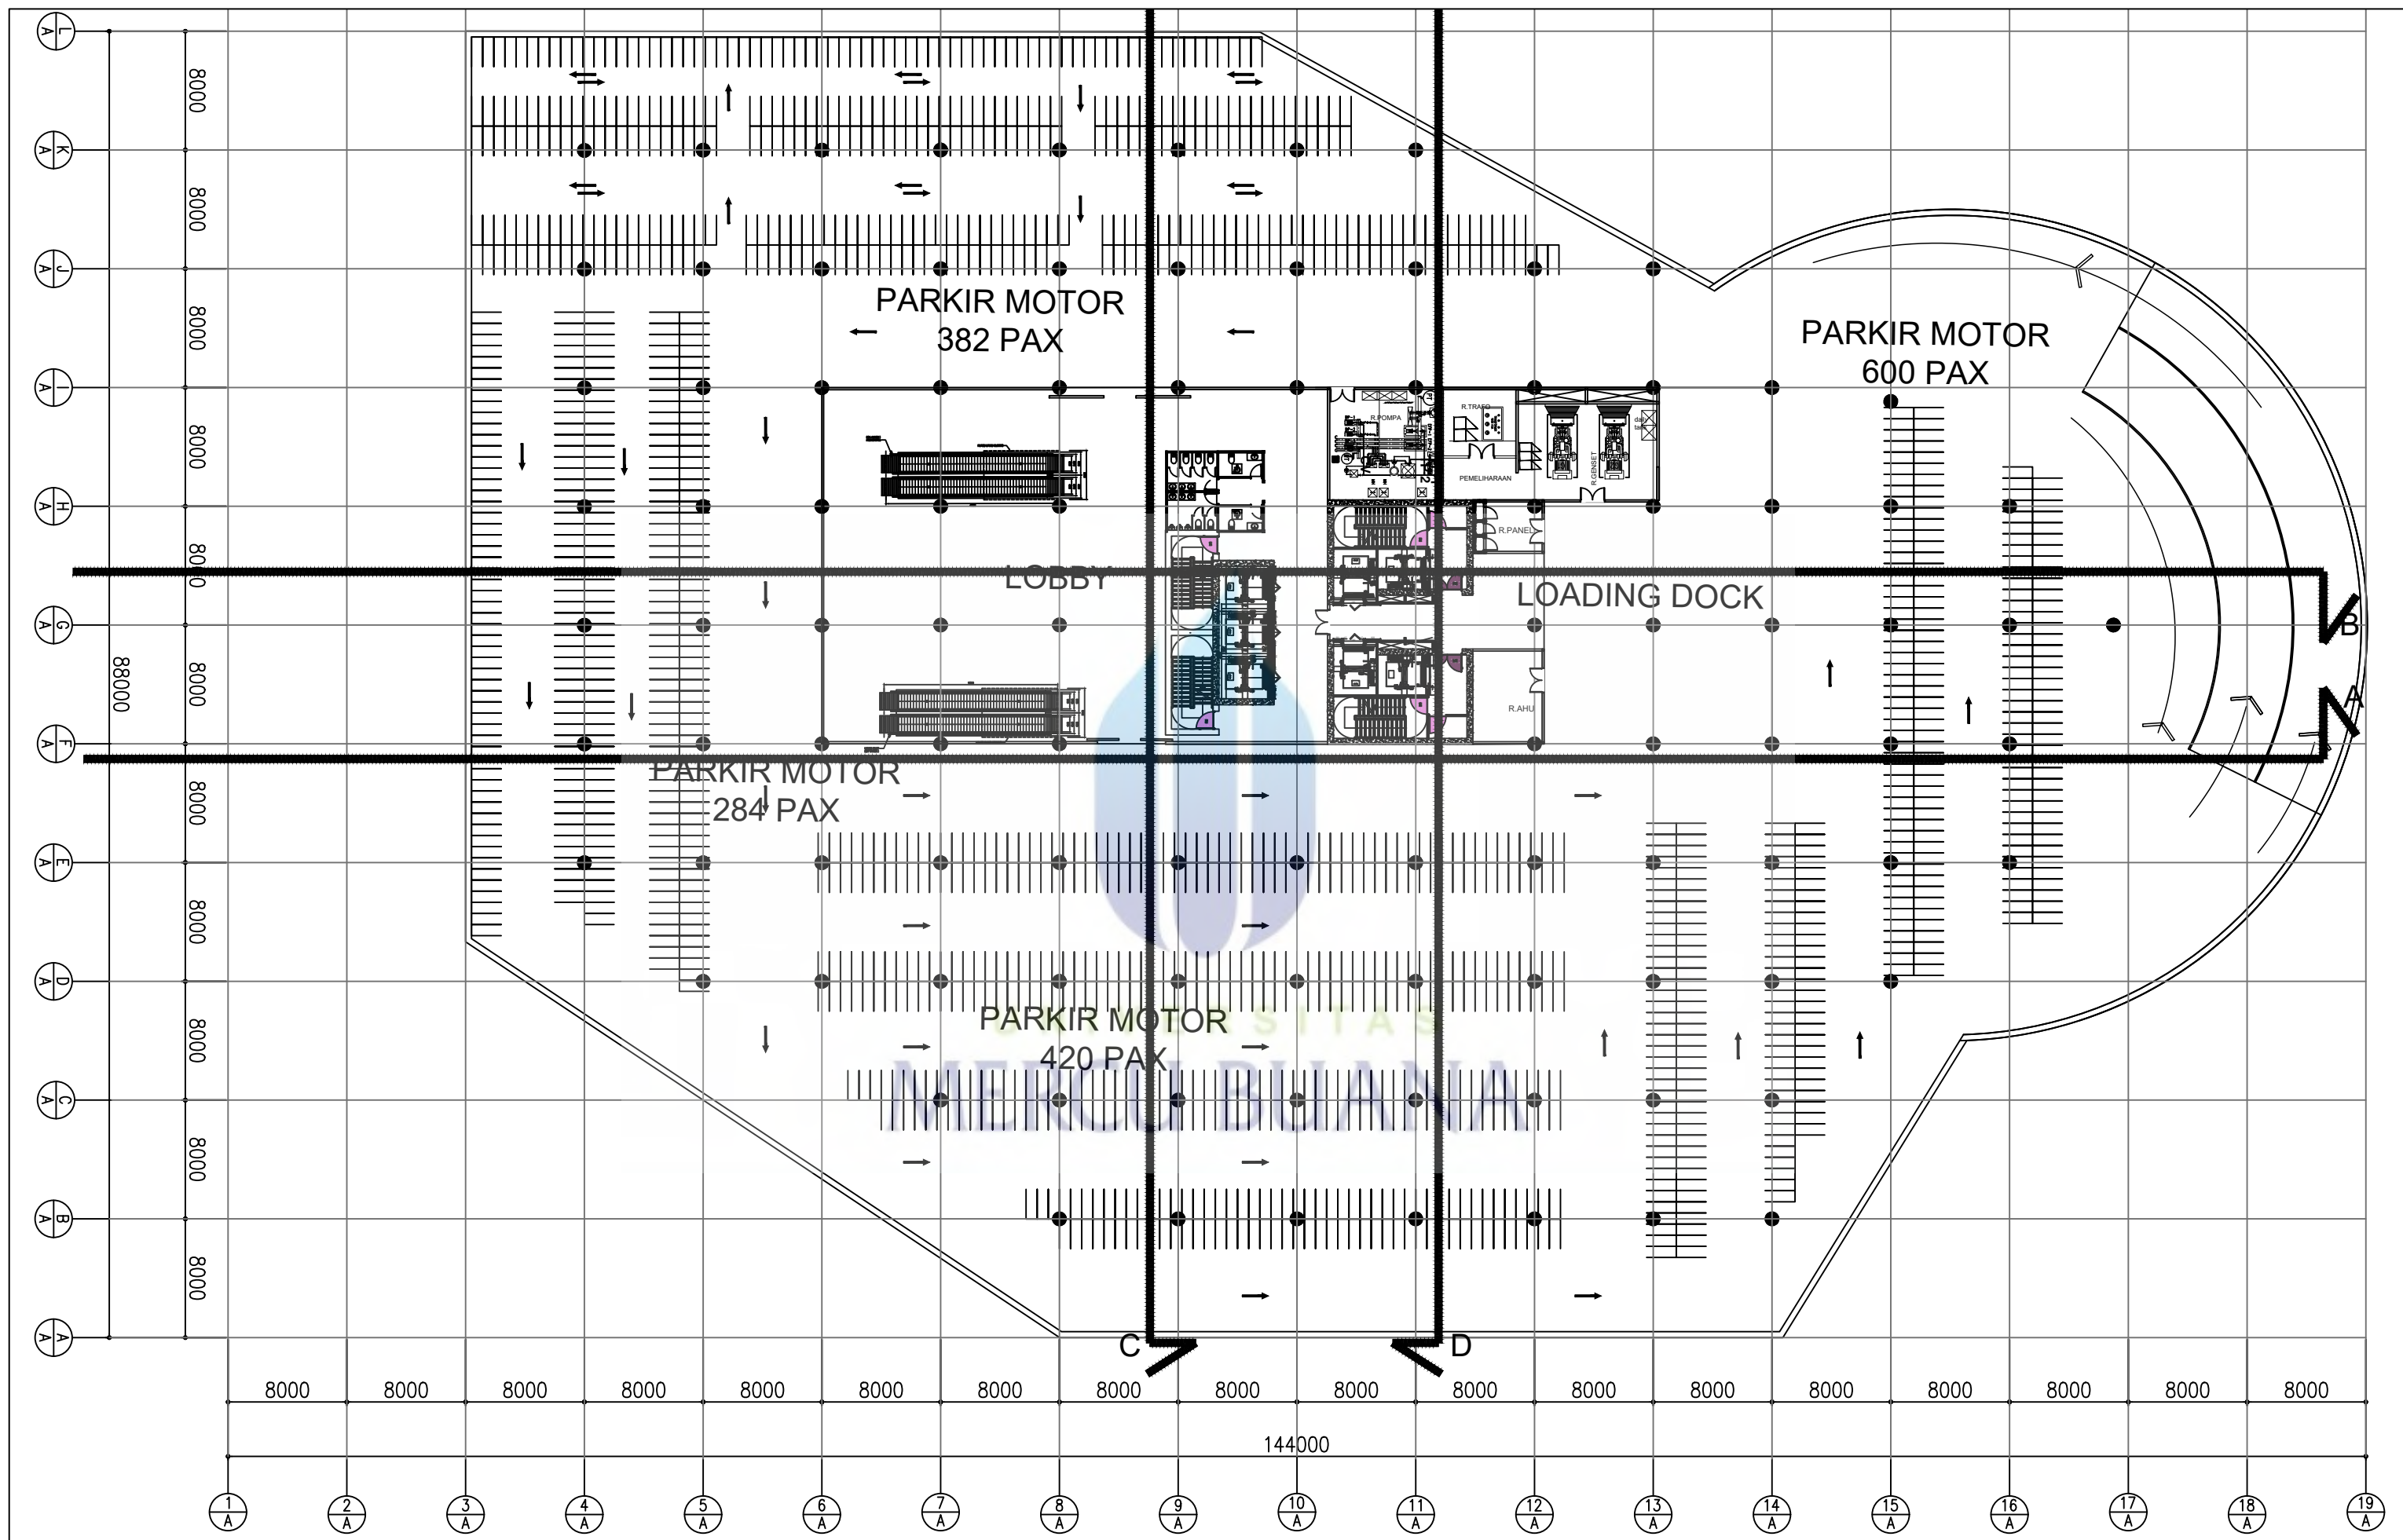 L
A
8000
K
A
8000
J
A
PARKIR MOTOR
382 PAX
PARKIR MOTOR
600 PAX
8000
I
A
R.POMPA
R.TRAFO
8000
PEMELIHARAAN
R.GENSET
H
A
R.PANEL
8000
LOBBY
LOADING DOCK
G
A
B
88000
8000
A
R.AHU
F
A
PARKIR MOTOR
284 PAX
8000
E
A
8000
D
A
PARKIR MOTOR
420 PAX
UNIVERSITAS
MERCU BUANA
8000
C
A
8000
B
A
8000
A
A
C
D
8000 8000 8000 8000 8000 8000 8000 8000 8000 8000 8000 8000 8000 8000 8000 8000 8000 8000
144000
1 2 3 4 5 6 7 8 9 10 11 12 13 14 15 16 17 18 19
A A A A A A A A A A A A A A A A A A A